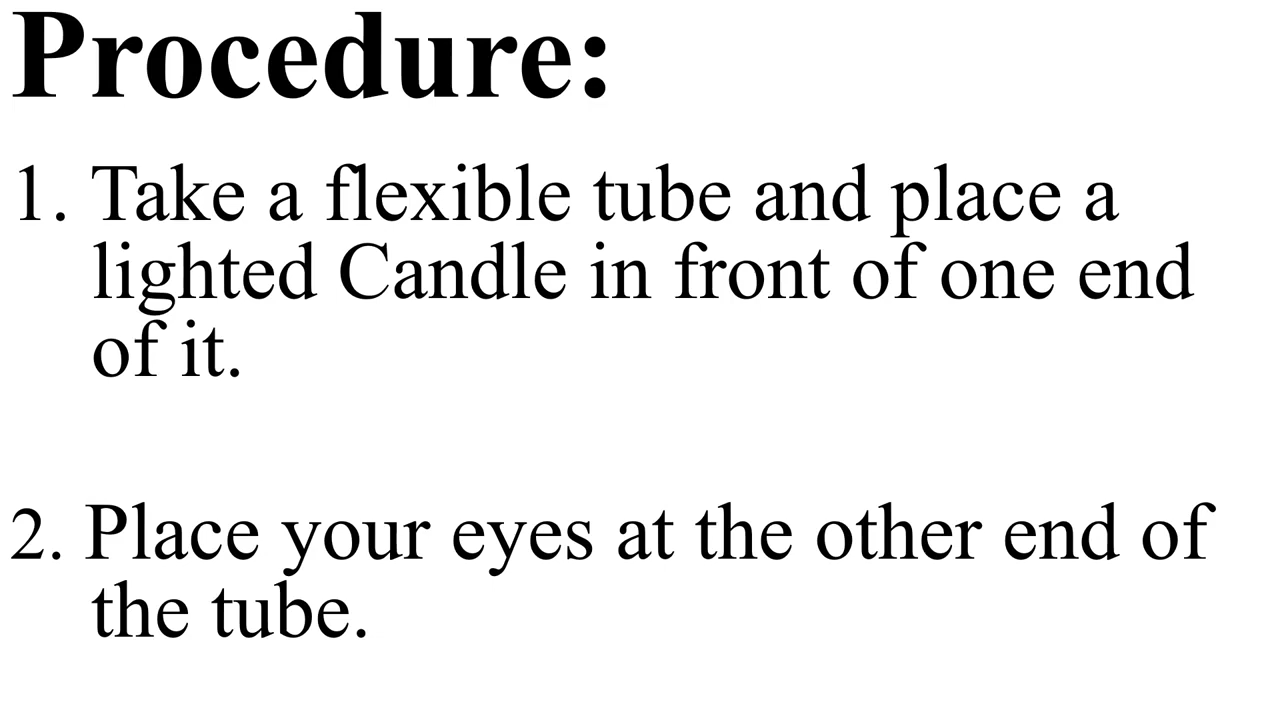 Procedure:
1. Take a flexible tube and place a
lighted Candle in front of one end
of it.
2. Place your eyes at the other end of
the tube.